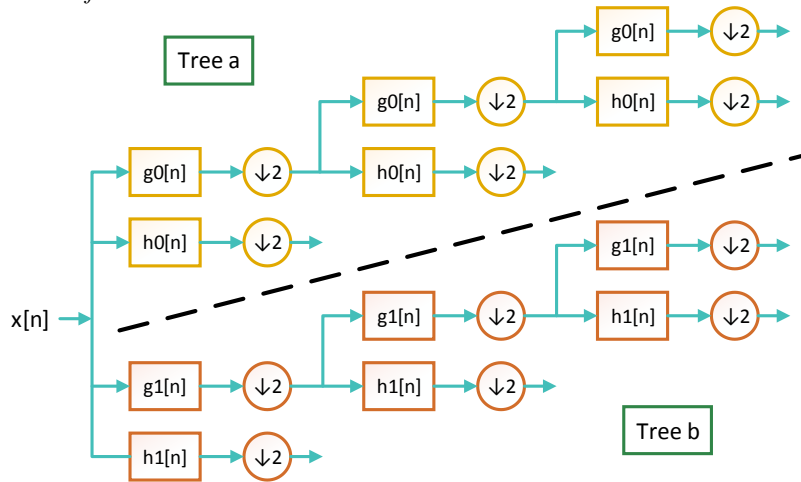 g0[n]
↓2
Tree a
g0[n]
↓2
h0[n]
↓2
g0[n]
↓2
h0[n]
↓2
h0[n]
↓2
g1[n]
↓2
x[n]
g1[n]
↓2
h1[n]
↓2
g1[n]
↓2
h1[n]
↓2
h1[n]
↓2
Tree b